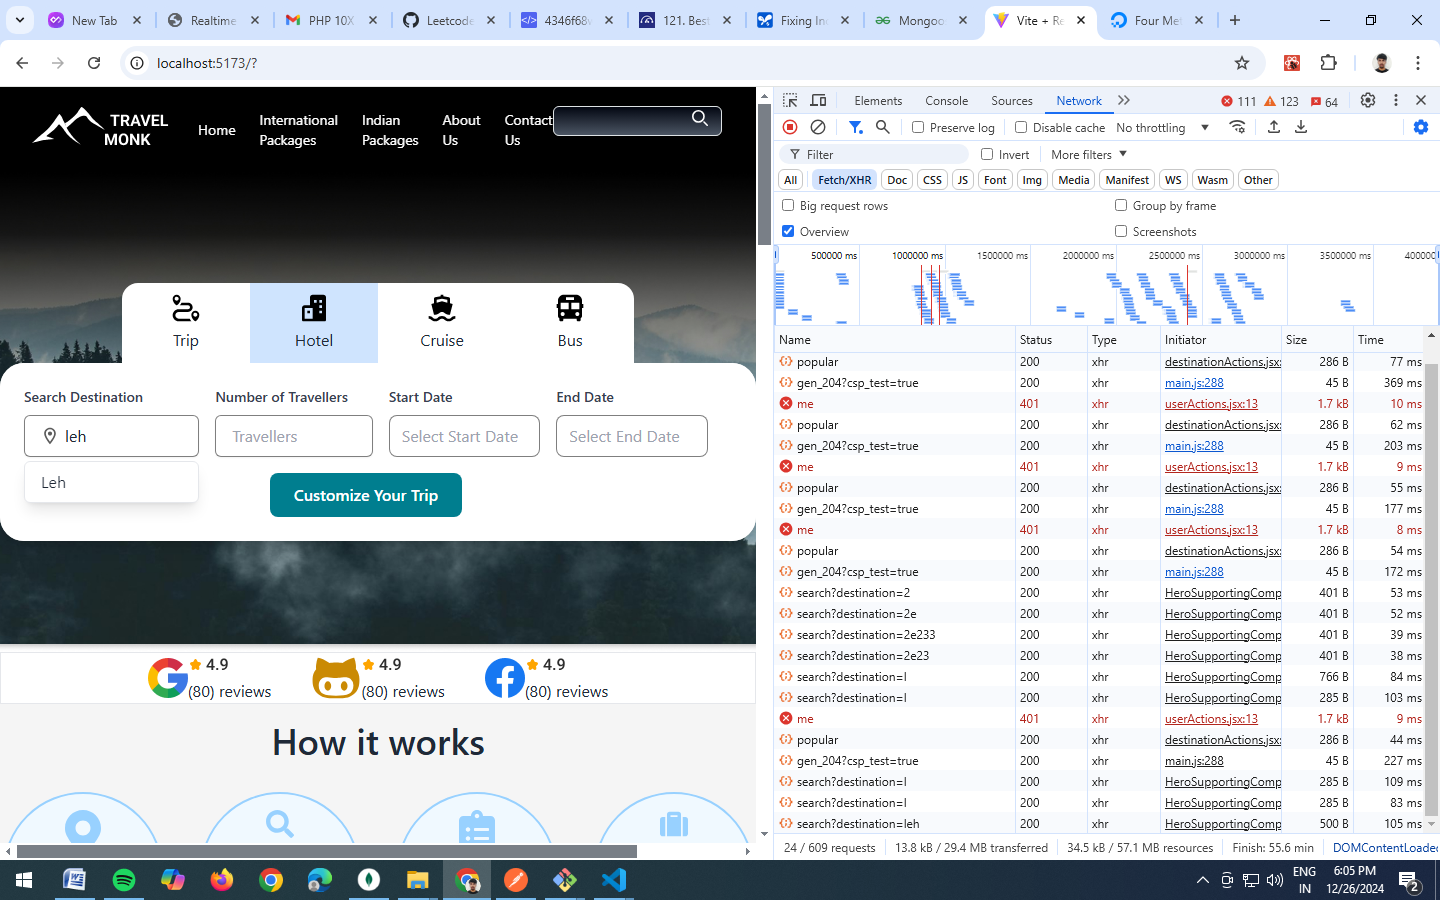 New Tab
Realtime
PHP 10X
Leetcode
4346f68w
121. Best
Fixing Inc
Mongoo
Vite + Re
Four Met
localhost:5173/?
TRAVEL
MONK
Home
International
Packages
Indian
Packages
About
Us
Contact
Us
Trip
Hotel
Cruise
Bus
Search Destination
Number of Travellers
Start Date
End Date
leh
Travellers
Select Start Date
Select End Date
Leh
Customize Your Trip
4.9
(80) reviews
4.9
(80) reviews
4.9
(80) reviews
How it works
Elements Console Sources Network 111 123 64
Preserve log Disable cache No throttling
Filter Invert More filters
All Fetch/XHR Doc CSS JS Font Img Media Manifest WS Wasm Other
Big request rows Group by frame
Overview Screenshots
500000 ms 1000000 ms 1500000 ms 2000000 ms 2500000 ms 3000000 ms 3500000 ms 400000
Name Status Type Initiator Size Time
popular 200 xhr destinationActions.jsx: 286 B 77 ms
gen_204?csp_test=true 200 xhr main.js:288 45 B 369 ms
me 401 xhr userActions.jsx:13 1.7 kB 10 ms
popular 200 xhr destinationActions.jsx: 286 B 62 ms
gen_204?csp_test=true 200 xhr main.js:288 45 B 203 ms
me 401 xhr userActions.jsx:13 1.7 kB 9 ms
popular 200 xhr destinationActions.jsx: 286 B 55 ms
gen_204?csp_test=true 200 xhr main.js:288 45 B 177 ms
me 401 xhr userActions.jsx:13 1.7 kB 8 ms
popular 200 xhr destinationActions.jsx: 286 B 54 ms
gen_204?csp_test=true 200 xhr main.js:288 45 B 172 ms
search?destination=2 200 xhr HeroSupportingComp 401 B 53 ms
search?destination=2e 200 xhr HeroSupportingComp 401 B 52 ms
search?destination=2e233 200 xhr HeroSupportingComp 401 B 39 ms
search?destination=2e23 200 xhr HeroSupportingComp 401 B 38 ms
search?destination=l 200 xhr HeroSupportingComp 766 B 84 ms
search?destination=l 200 xhr HeroSupportingComp 285 B 103 ms
me 401 xhr userActions.jsx:13 1.7 kB 9 ms
popular 200 xhr destinationActions.jsx: 286 B 44 ms
gen_204?csp_test=true 200 xhr main.js:288 45 B 227 ms
search?destination=l 200 xhr HeroSupportingComp 285 B 109 ms
search?destination=l 200 xhr HeroSupportingComp 285 B 83 ms
search?destination=leh 200 xhr HeroSupportingComp 500 B 105 ms
24 / 609 requests 13.8 kB / 29.4 MB transferred 34.5 kB / 57.1 MB resources Finish: 55.6 min DOMContentLoaded
ENG
IN
6:05 PM
12/26/2024
2